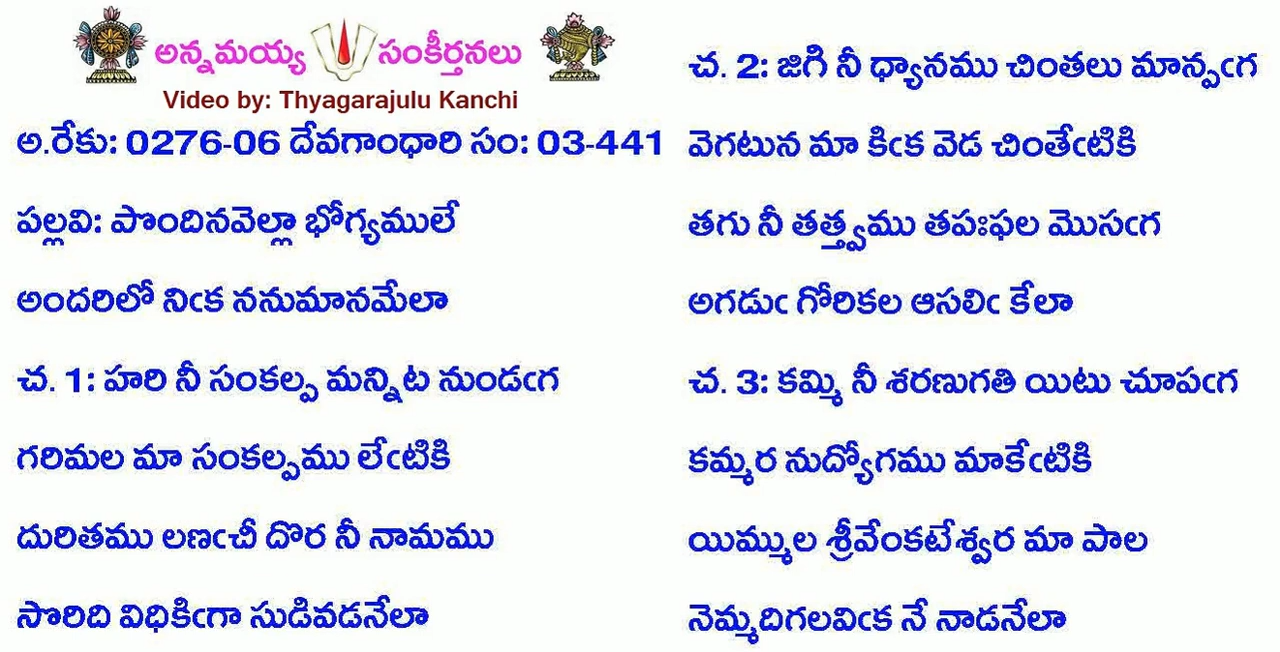 అన్నమయ్య సంకీర్తనలు
Video by: Thyagarajulu Kanchi
అ.రేకు: 0276-06 దేవగాంధారి సం: 03-441
పల్లవి: పొందినవెల్లా భోగ్యములే
అందరిలో నిఁక ననుమానమేలా
చ. 1: హరి నీ సంకల్ప మన్నిట నుండఁగ
గరిమల మా సంకల్పము లేఁటికి
దురితము లణఁచీ దొర నీ నామము
సొరిది విధికిఁగా సుడివడనేలా
చ. 2: జిగి నీ ధ్యానము చింతలు మాన్పఁగ
వెగటున మా కిఁక వెడ చింతేఁటికి
తగు నీ తత్త్వము తపఃఫల మొసఁగ
అగడుఁ గోరికల ఆసలిఁ కేలా
చ. 3: కమ్మి నీ శరణుగతి యిటు చూపఁగ
కమ్మర నుద్యోగము మాకేఁటికి
యిమ్ముల శ్రీవేంకటేశ్వర మా పాల
నెమ్మదిగలవిఁక నే నాడనేలా